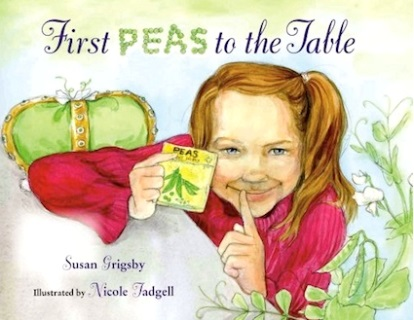 First PEAS to the Table
PEAS
Susan Grigsby
Illustrated by Nicole Tadgell